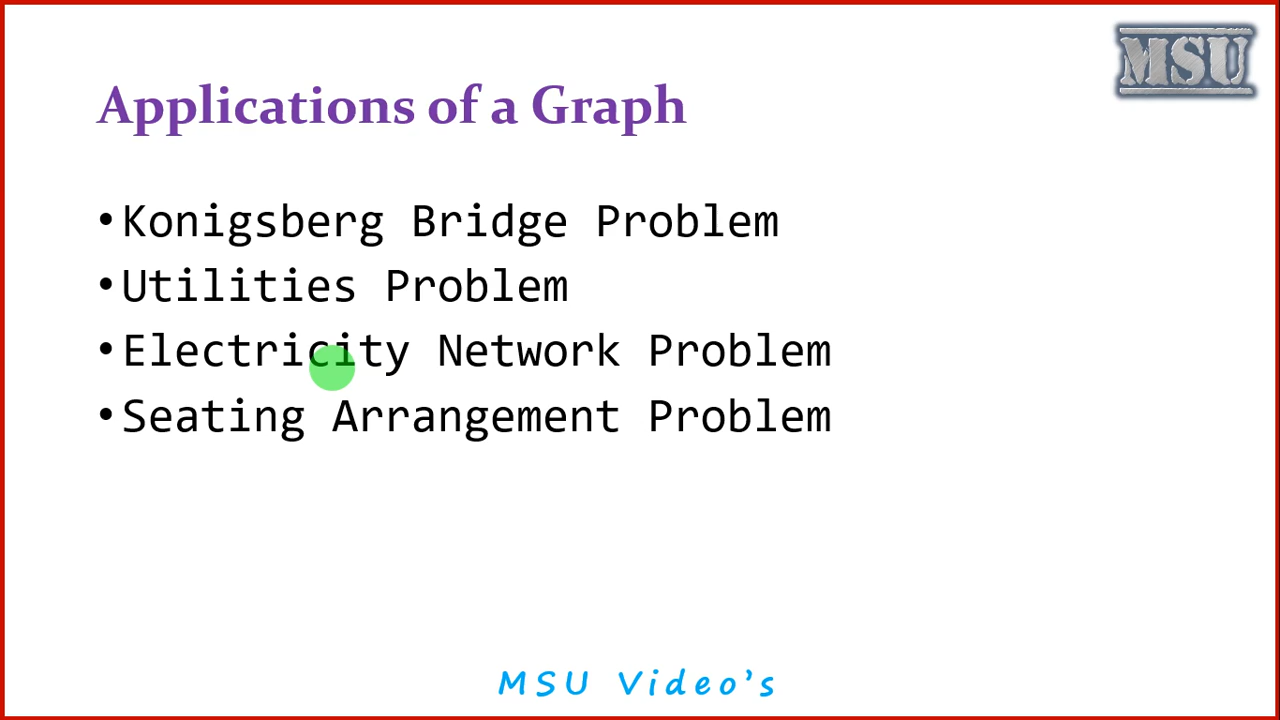 MSU
Applications of a Graph
•Konigsberg Bridge Problem
•Utilities Problem
•Electricity Network Problem
•Seating Arrangement Problem
MSU Video's